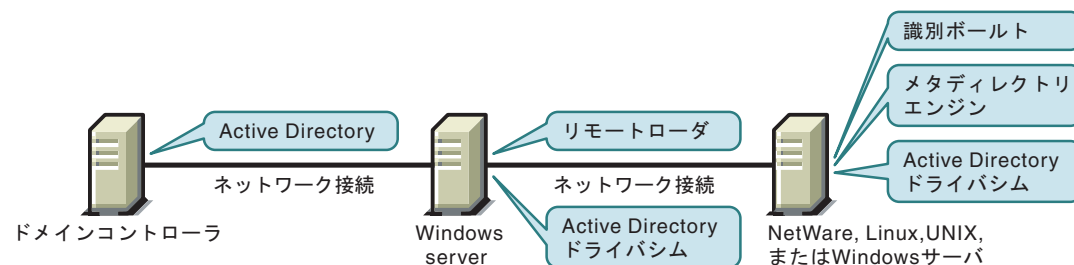 識別ボールト
メタディレクトリ
エンジン
Active Directory
リモートローダ
Active Directory
ドライバシム
ネットワーク接続
ネットワーク接続
ドメインコントローラ
Windows
server
Active Directory
ドライバシム
NetWare, Linux,UNIX,
またはWindowsサーバ